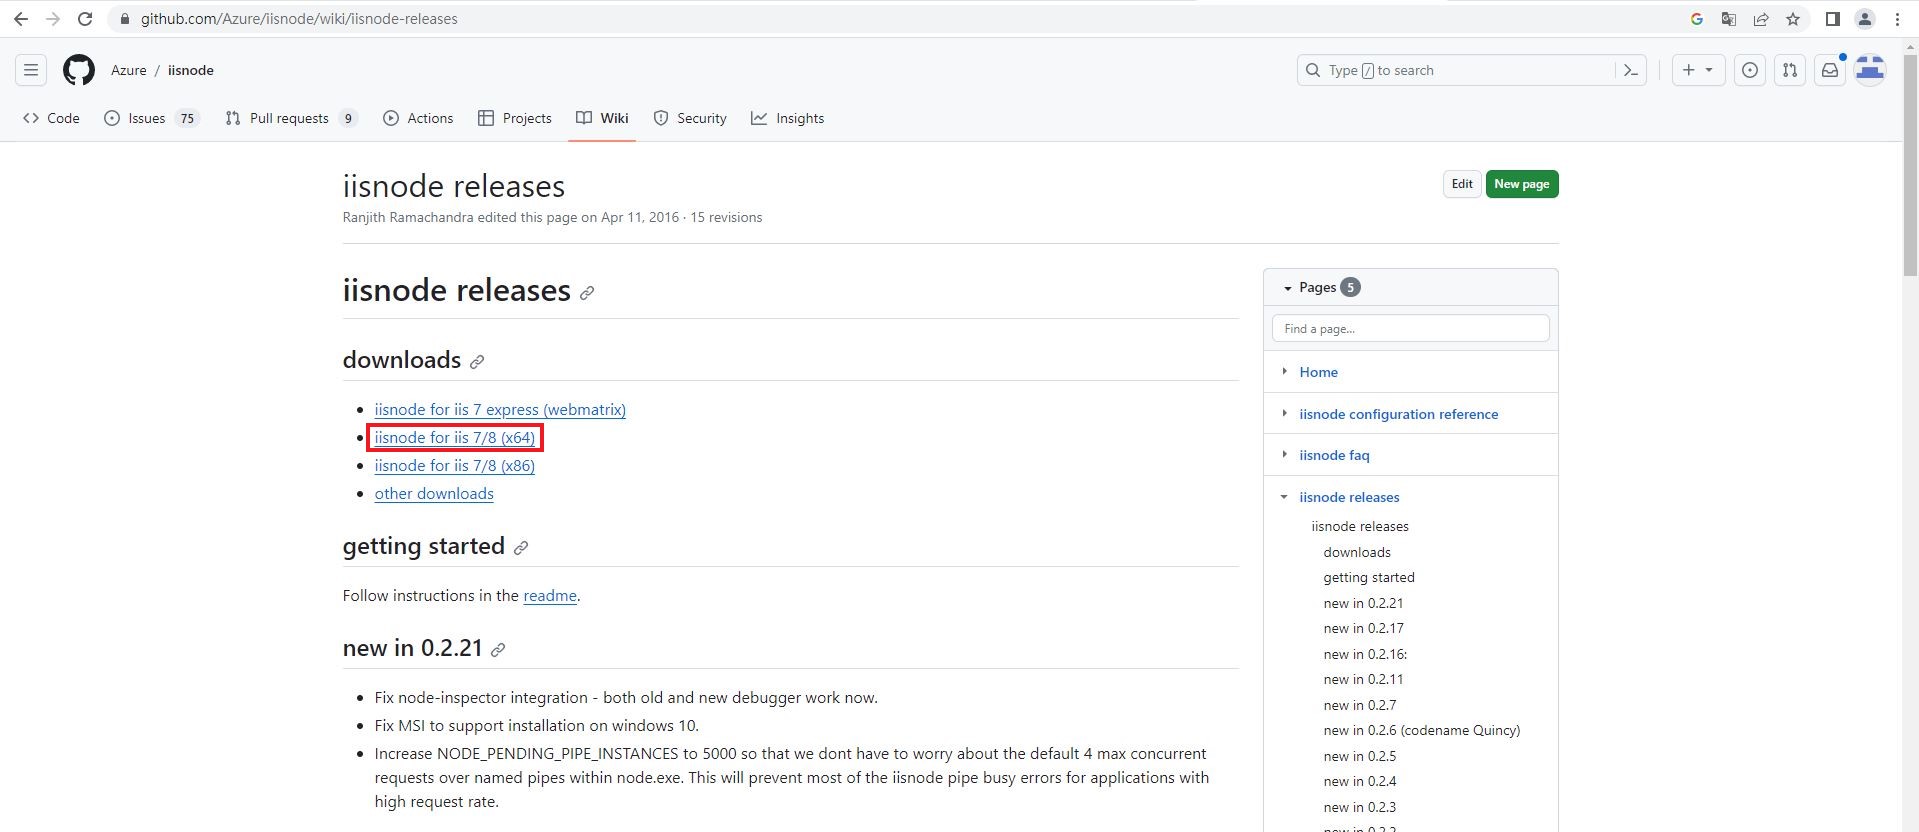 github.com/Azure/iisnode/wiki/iisnode-releases
Azure / iisnode
Type / to search
Code
Issues 75
Pull requests 9
Actions
Projects
Wiki
Security
Insights
iisnode releases
Edit
New page
Ranjith Ramachandra edited this page on Apr 11, 2016 · 15 revisions
iisnode releases
downloads
• iisnode for iis 7 express (webmatrix)
• iisnode for iis 7/8 (x64)
• iisnode for iis 7/8 (x86)
• other downloads
getting started
Follow instructions in the readme.
new in 0.2.21
• Fix node-inspector integration - both old and new debugger work now.
• Fix MSI to support installation on windows 10.
• Increase NODE_PENDING_PIPE_INSTANCES to 5000 so that we dont have to worry about the default 4 max concurrent
requests over named pipes within node.exe. This will prevent most of the iisnode pipe busy errors for applications with
high request rate.
Pages 5
Find a page...
Home
iisnode configuration reference
iisnode faq
iisnode releases
iisnode releases
downloads
getting started
new in 0.2.21
new in 0.2.17
new in 0.2.16:
new in 0.2.11
new in 0.2.7
new in 0.2.6 (codename Quincy)
new in 0.2.5
new in 0.2.4
new in 0.2.3